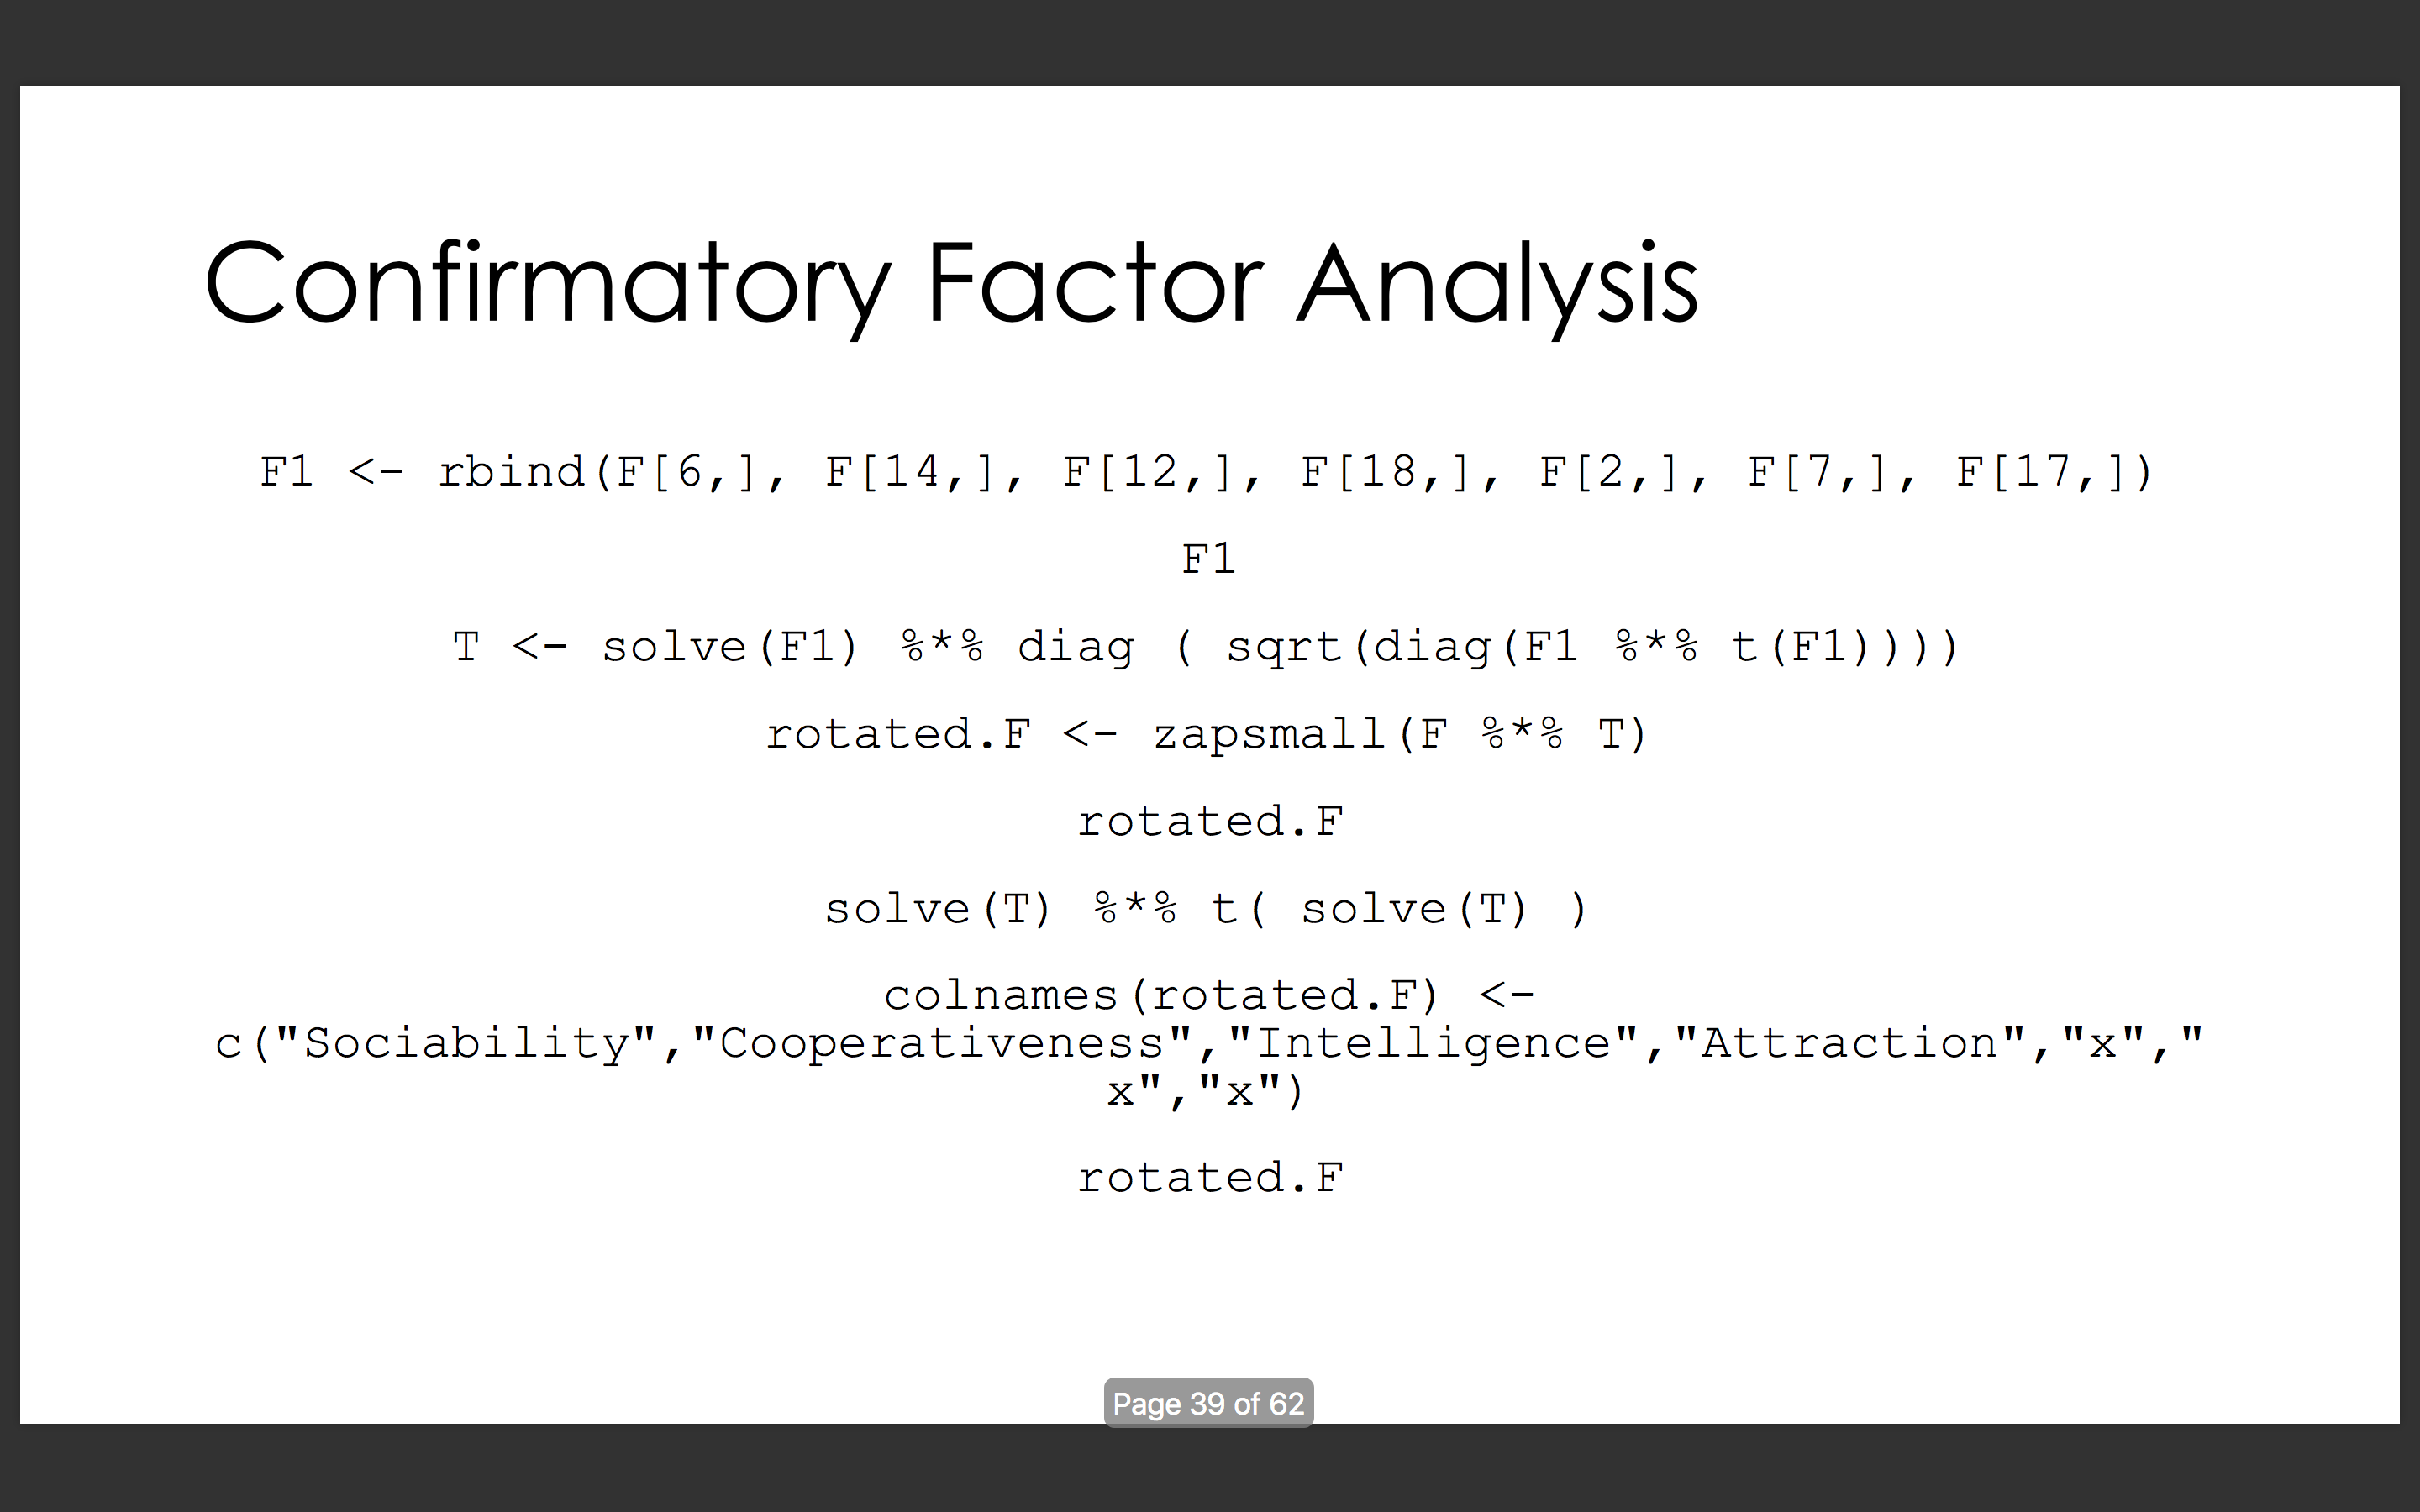 Confirmatory Factor Analysis
F1 <- rbind(F[6,], F[14,], F[12,], F[18,], F[2,], F[7,], F[17,])
F1
T <- solve(F1) %*% diag ( sqrt(diag(F1 %*% t(F1))))
rotated.F <- zapsmall(F %*% T)
rotated.F
solve(T) %*% t( solve(T) )
colnames(rotated.F) <-
c("Sociability","Cooperativeness","Intelligence","Attraction","x","
x","x")
rotated.F
Page 39 of 62